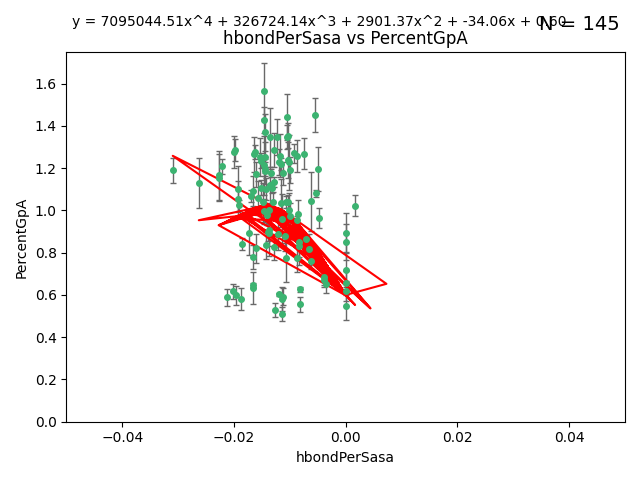 y = 7095044.51x^4 + 326724.14x^3 + 2901.37x^2 + -34.06x + 0.60
N = 145
hbondPerSasa vs PercentGpA
PercentGpA
1.6
1.4
1.2
1.0
0.8
0.6
0.4
0.2
0.0
−0.04 −0.02 0.00 0.02 0.04
hbondPerSasa